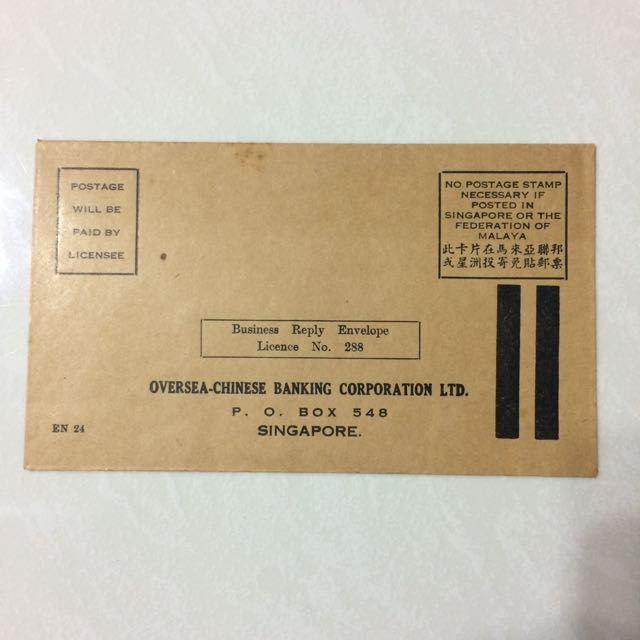 POSTAGE
WILL BE
PAID BY
LICENSEE
NO POSTAGE STAMP
NECESSARY IF
POSTED IN
SINGAPORE OR THE
FEDERATION OF
MALAYA
此卡片在馬來亞聯邦
或星洲投寄免貼郵票
Business Reply Envelope
Licence No. 288
OVERSEA-CHINESE BANKING CORPORATION LTD.
P. O. BOX 548
SINGAPORE.
EN 24